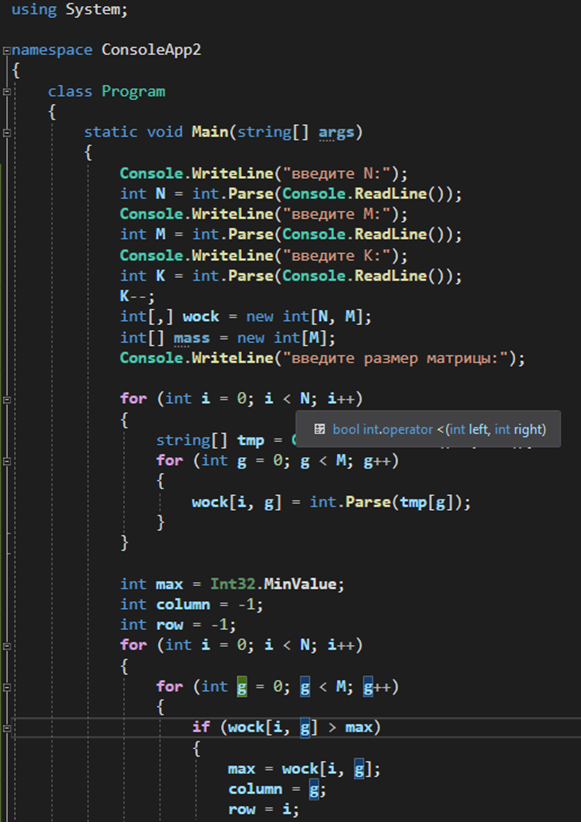 using System;
namespace ConsoleApp2
{
class Program
{
static void Main(string[] args)
{
Console.WriteLine("введите N:");
int N = int.Parse(Console.ReadLine());
Console.WriteLine("введите M:");
int M = int.Parse(Console.ReadLine());
Console.WriteLine("введите K:");
int K = int.Parse(Console.ReadLine());
K--;
int[,] wock = new int[N, M];
int[] mass = new int[M];
Console.WriteLine("введите размер матрицы:");
for (int i = 0; i < N; i++)
{
bool int.operator <(int left, int right)
string[] tmp =
for (int g = 0; g < M; g++)
{
wock[i, g] = int.Parse(tmp[g]);
}
}
int max = Int32.MinValue;
int column = -1;
int row = -1;
for (int i = 0; i < N; i++)
{
for (int g = 0; g < M; g++)
{
if (wock[i, g] > max)
{
max = wock[i, g];
column = g;
row = i;